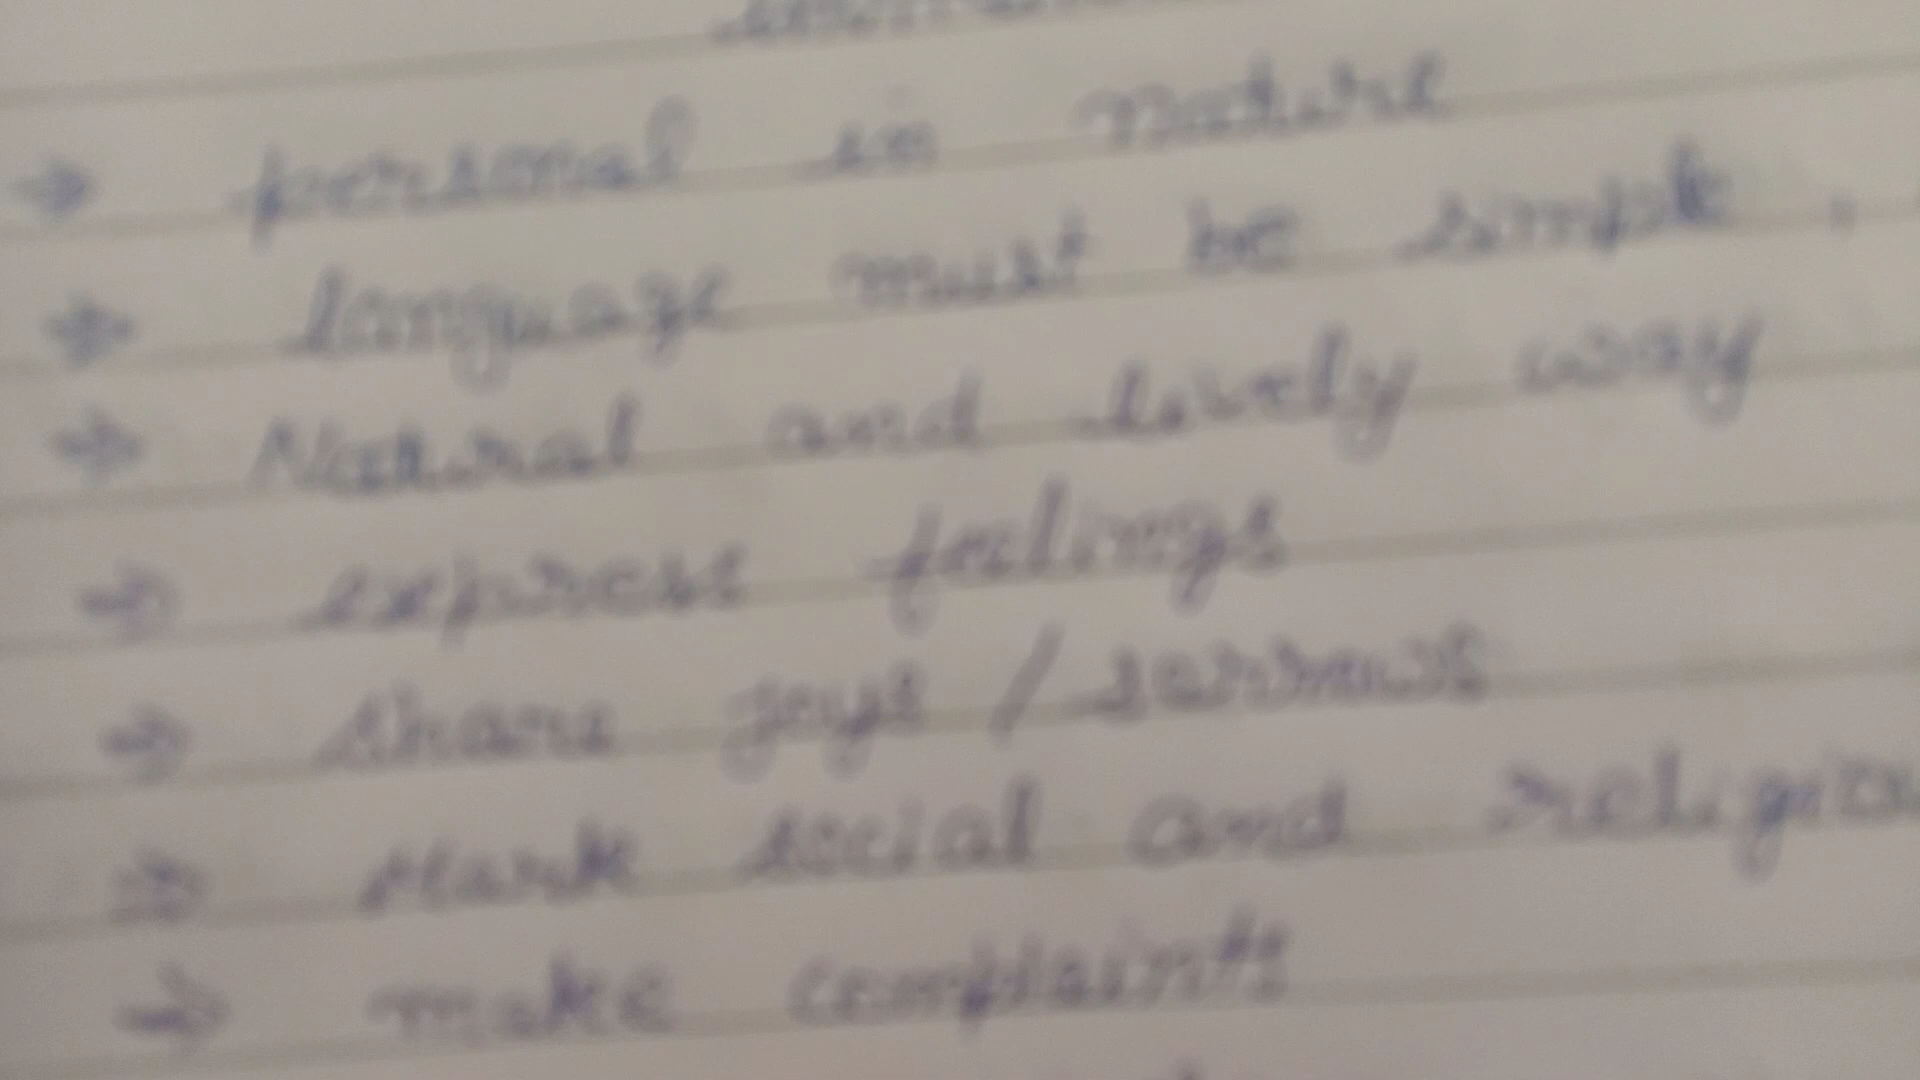 → personal in nature
→ language must be simple,
→ Natural and lively way
→ express feelings
→ share joys / sorrows
→ Mark social and
→ make complaints